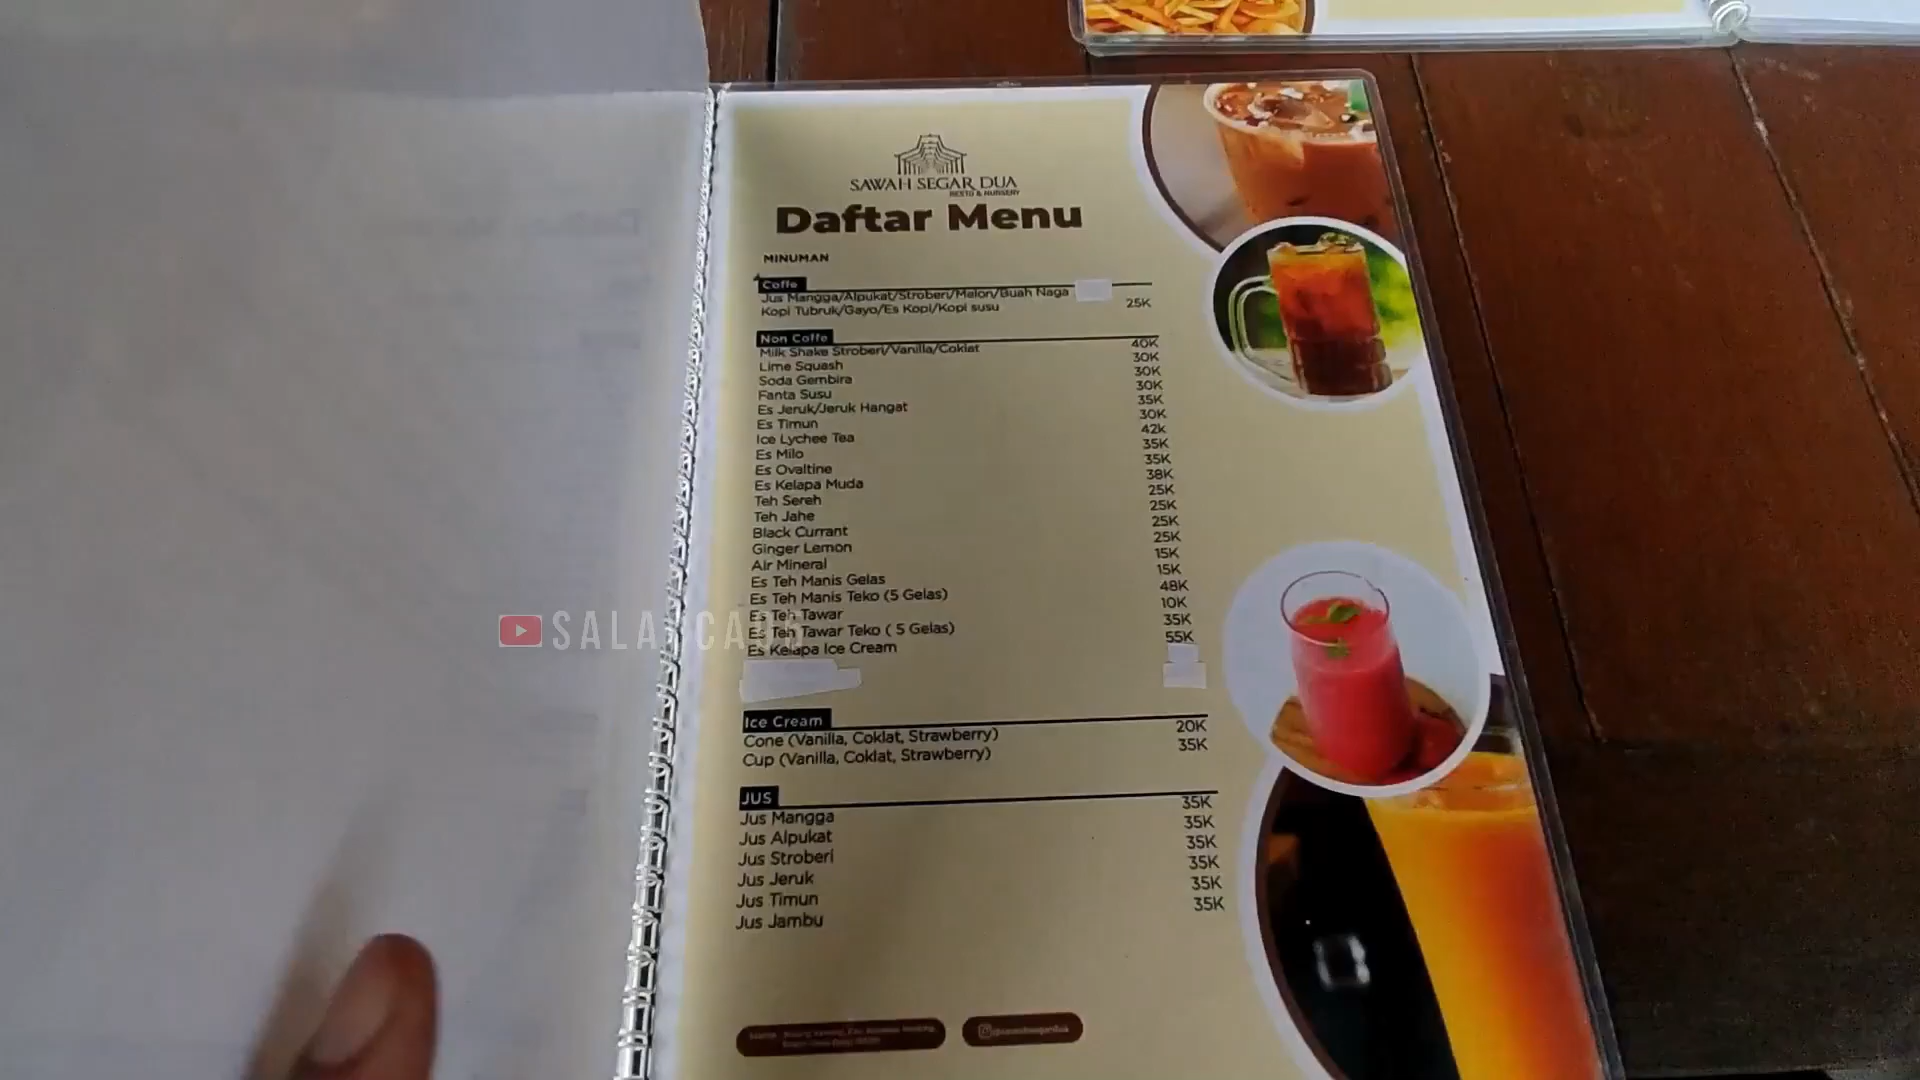 SAWAH SEGAR DUA
RESTO & NURSERY
Daftar Menu
MINUMAN
Coffe
Jus Mangga/Alpukat/Stroberi/Melon/Buah Naga
Kopi Tubruk/Gayo/Es Kopi/Kopi susu 25K
Non Coffe
Milk Shake Stroberi/Vanilla/Coklat 40K
Lime Squash 30K
Soda Gembira 30K
Fanta Susu 30K
Es Jeruk/Jeruk Hangat 35K
Es Timun 30K
Ice Lychee Tea 42k
Es Milo 35K
Es Ovaltine 35K
Es Kelapa Muda 38K
Teh Sereh 25K
Teh Jahe 25K
Black Currant 25K
Ginger Lemon 25K
Air Mineral 15K
Es Teh Manis Gelas 15K
Es Teh Manis Teko (5 Gelas) 48K
Es Teh Tawar 10K
Es Teh Tawar Teko ( 5 Gelas) 35K
Es Kelapa Ice Cream 55K
Ice Cream
Cone (Vanilla, Coklat, Strawberry) 20K
Cup (Vanilla, Coklat, Strawberry) 35K
JUS
Jus Mangga 35K
Jus Alpukat 35K
Jus Stroberi 35K
Jus Jeruk 35K
Jus Timun 35K
Jus Jambu 35K